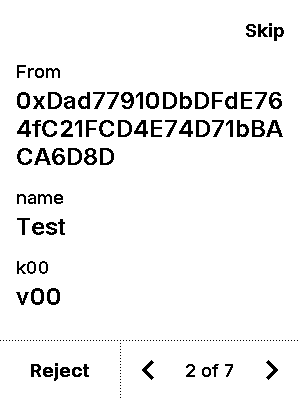 Skip
From
0xDad77910DbDFdE76
4fC21FCD4E74D71bBA
CA6D8D
name
Test
k00
v00
Reject
2 of 7